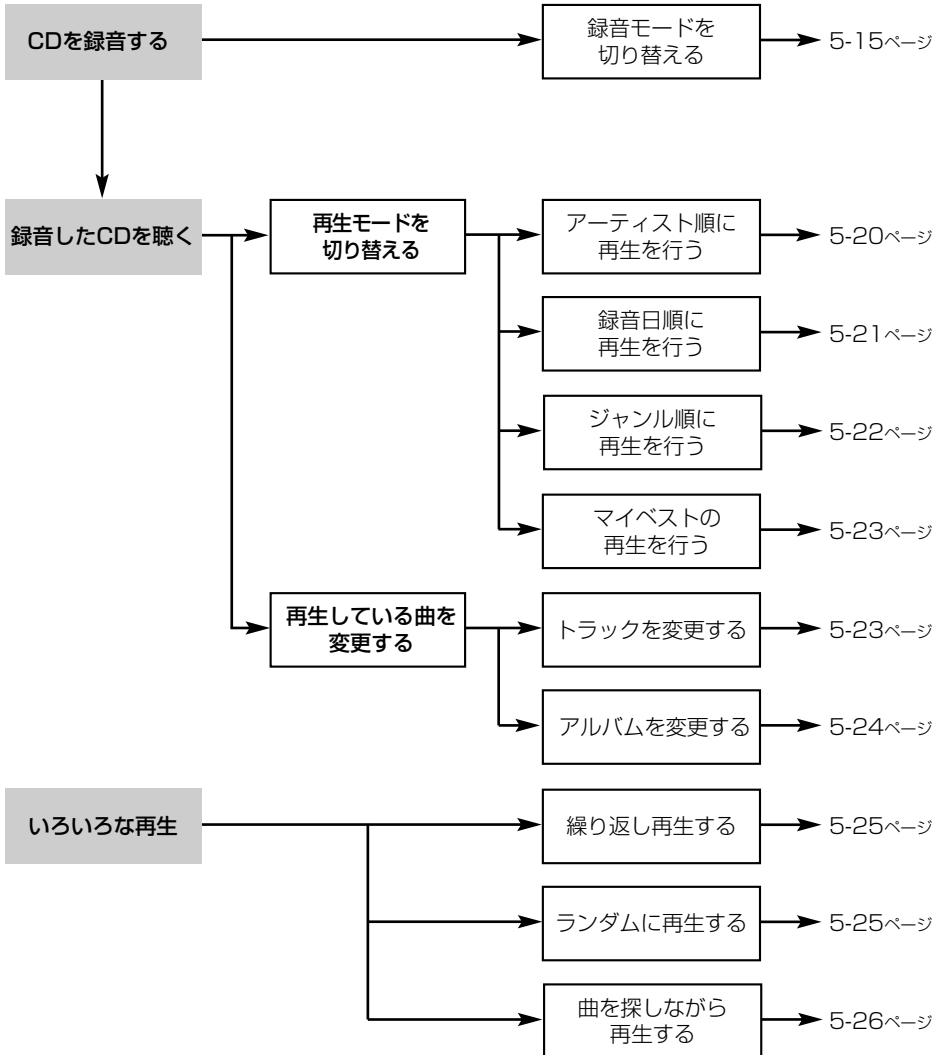 CDを録音する
録音モードを
切り替える
5-15ページ
録音したCDを聴く
再生モードを
切り替える
アーティスト順に
再生を行う
5-20ページ
録音日順に
再生を行う
5-21ページ
ジャンル順に
再生を行う
5-22ページ
マイベストの
再生を行う
5-23ページ
再生している曲を
変更する
トラックを変更する
5-23ページ
アルバムを変更する
5-24ページ
いろいろな再生
繰り返し再生する
5-25ページ
ランダムに再生する
5-25ページ
曲を探しながら
再生する
5-26ページ